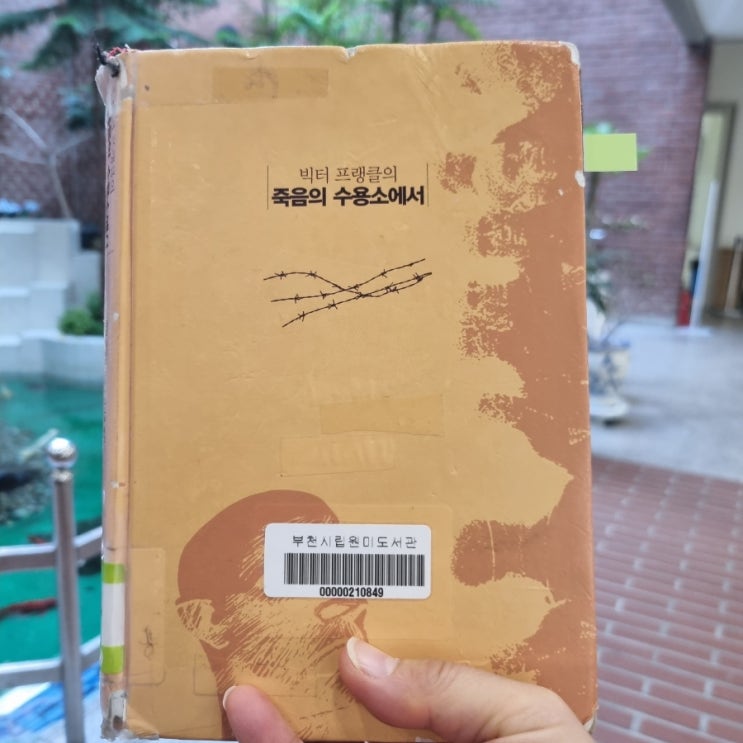 빅터 프랭클의
죽음의 수용소에서
부천시립원미도서관
00000210849